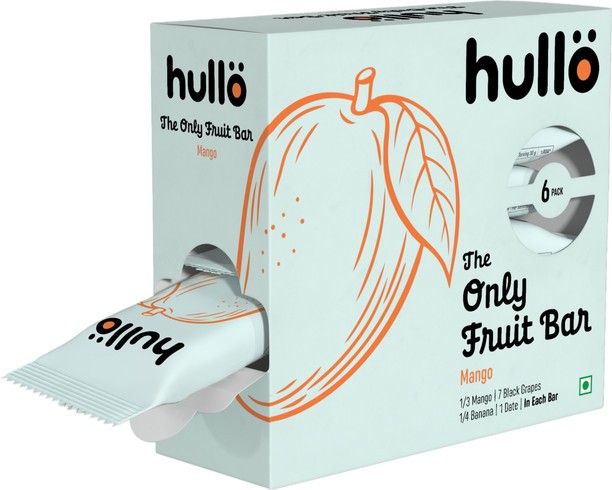 hullö
The Only Fruit Bar
Mango
hullö
hullö
6 PACK
The
Only
Fruit Bar
Mango
1/3 Mango | 7 Black Grapes
1/4 Banana | 1 Date | In Each Bar